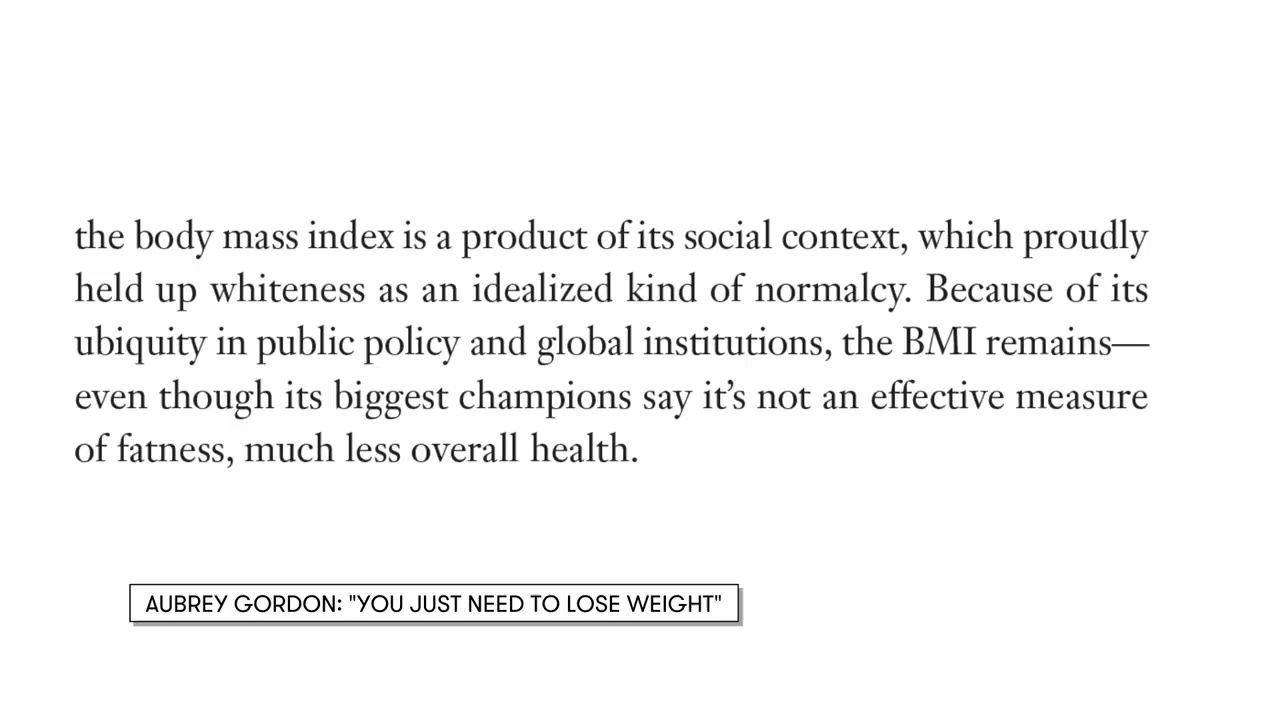 the body mass index is a product of its social context, which proudly
held up whiteness as an idealized kind of normalcy. Because of its
ubiquity in public policy and global institutions, the BMI remains—
even though its biggest champions say it’s not an effective measure
of fatness, much less overall health.
AUBREY GORDON: "YOU JUST NEED TO LOSE WEIGHT"